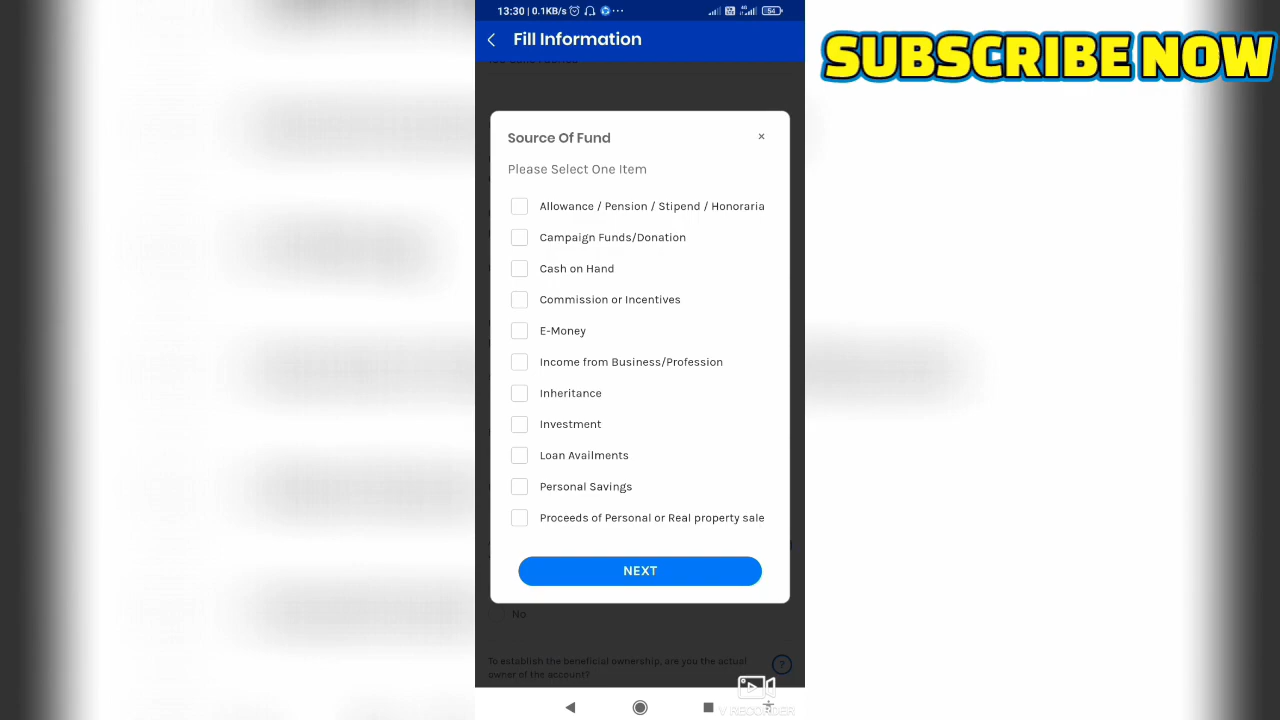 13:30 | 0.1KB/s
54
Fill Information
SUBSCRIBE NOW
Source Of Fund
×
Please Select One Item
Allowance / Pension / Stipend / Honoraria
Campaign Funds/Donation
Cash on Hand
Commission or Incentives
E-Money
Income from Business/Profession
Inheritance
Investment
Loan Availments
Personal Savings
Proceeds of Personal or Real property sale
NEXT
No
To establish the beneficial ownership, are you the actual
owner of the account?
?
V RECORDER